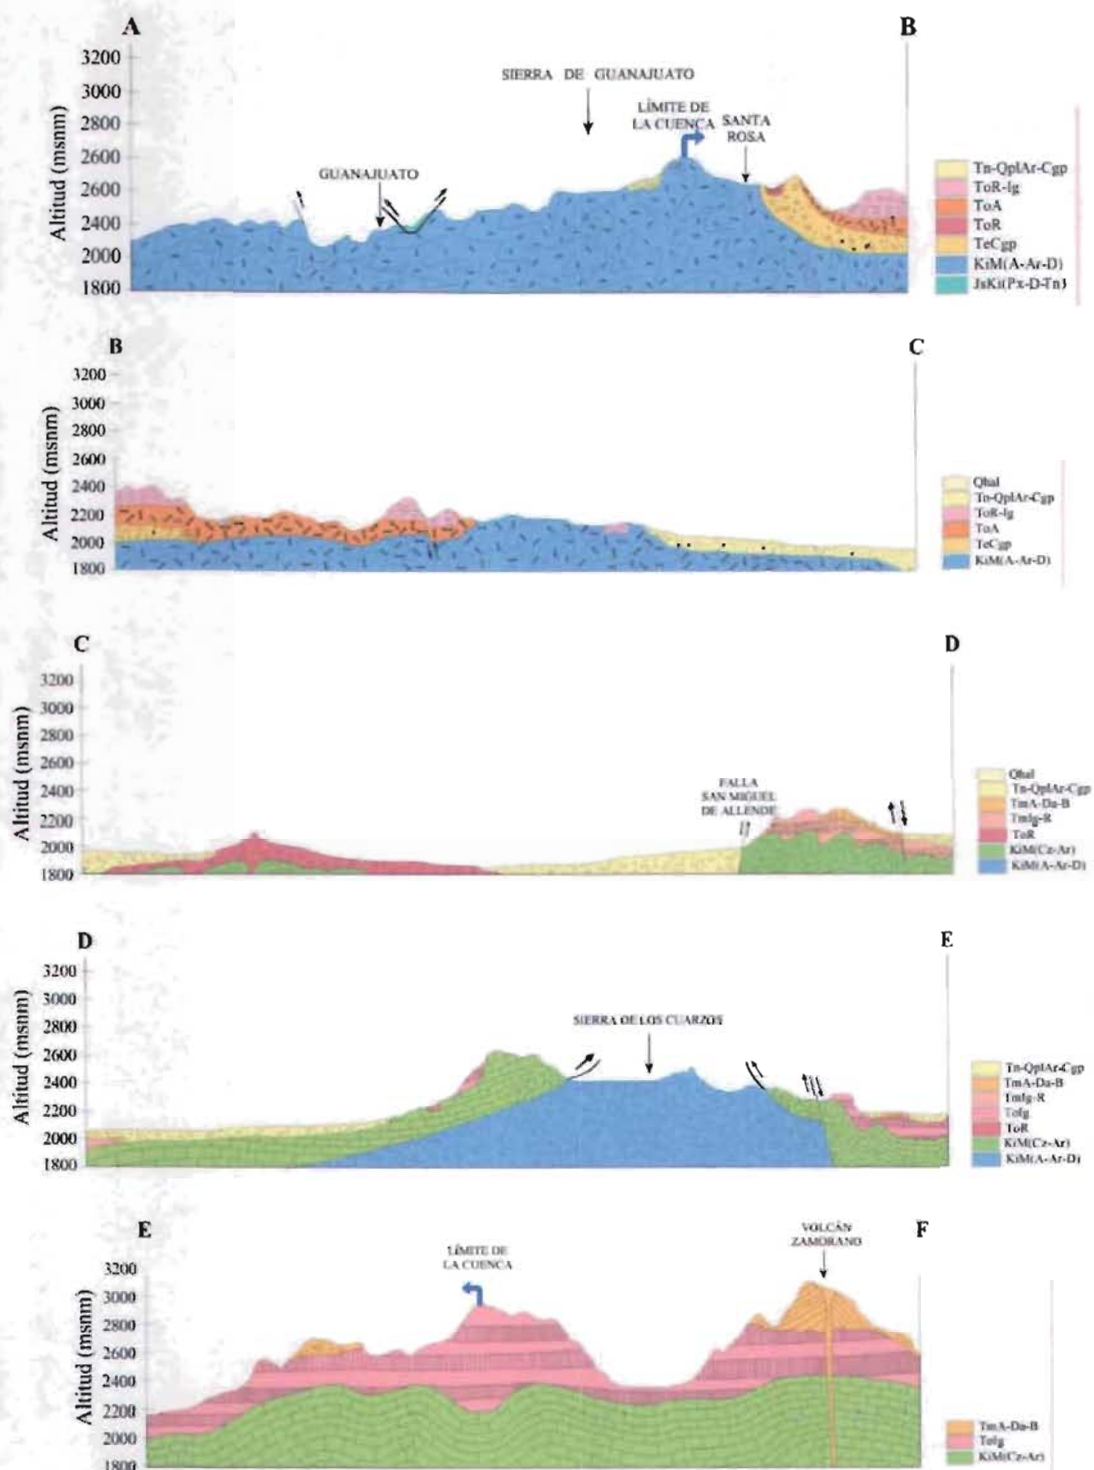 A
B
Altitud (msnm)
3200
3000
2800
2600
2600
2400
2200
2000
1800
SIERRA DE GUANAJUATO
LÍMITE DE
LA CUENCA
SANTA
ROSA
GUANAJUATO
Tn-QplAr-Cgp
ToR-Ig
ToA
ToR
TeCgp
KiM(A-Ar-D)
JsKi(Px-D-Tn)
B
C
Altitud (msnm)
3200
3000
2800
2600
2400
2200
2000
1800
Qhal
Tn-QplAr-Cgp
ToR-Ig
ToA
TeCgp
KiM(A-Ar-D)
C
D
Altitud (msnm)
3200
3000
2800
2600
2400
2200
2000
1800
FALLA
SAN MIGUEL
DE ALLENDE
Qhal
Tn-QplAr-Cgp
TmA-Da-B
TmIg-R
ToR
KiM(Cz-Ar)
KiM(A-Ar-D)
D
E
Altitud (msnm)
3200
3000
2800
2600
2400
2200
2000
1800
SIERRA DE LOS CUARZOS
Tn-QplAr-Cgp
TmA-Da-B
TmIg-R
ToIg
ToR
KiM(Cz-Ar)
KiM(A-Ar-D)
E
F
Altitud (msnm)
3200
3000
2800
2600
2400
2200
2000
1800
LÍMITE DE
LA CUENCA
VOLCÁN
ZAMORANO
TmA-Da-B
ToIg
KiM(Cz-Ar)